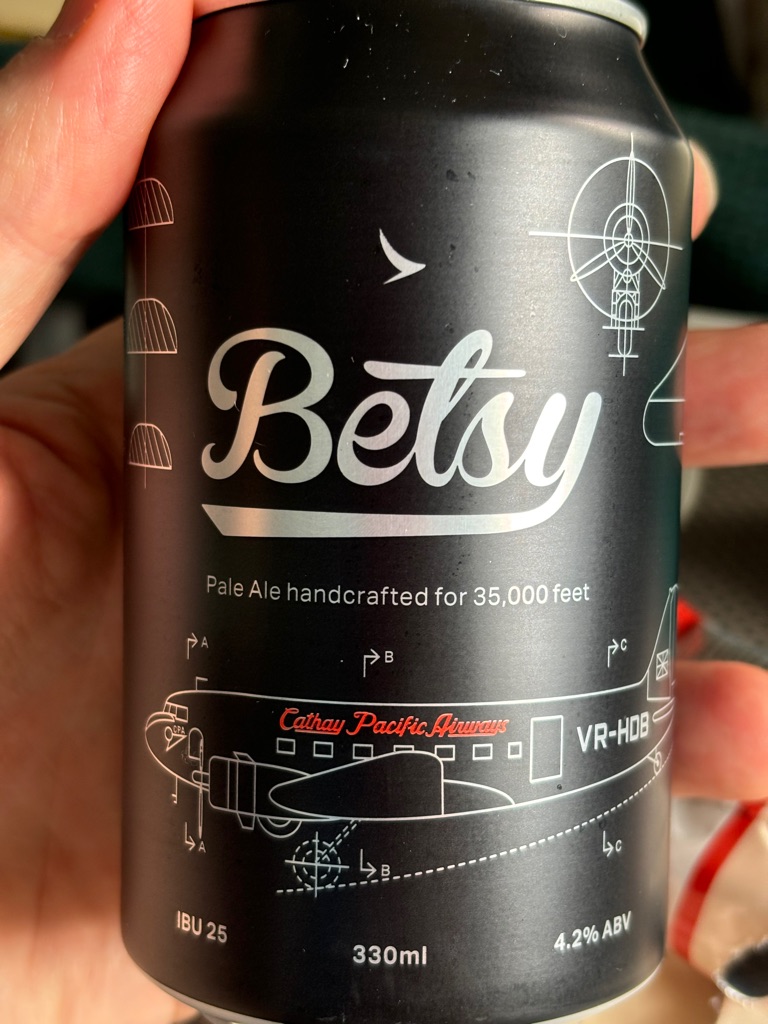 Betsy
Pale Ale handcrafted for 35,000 feet
A
B
C
Cathay Pacific Airways
CPA
VR-HDB
A
B
C
IBU 25
330ml
4.2% ABV